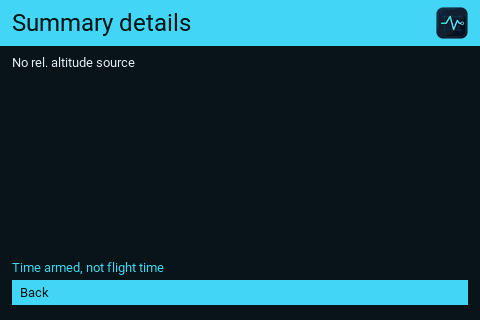 Summary details
No rel. altitude source
Time armed, not flight time
Back